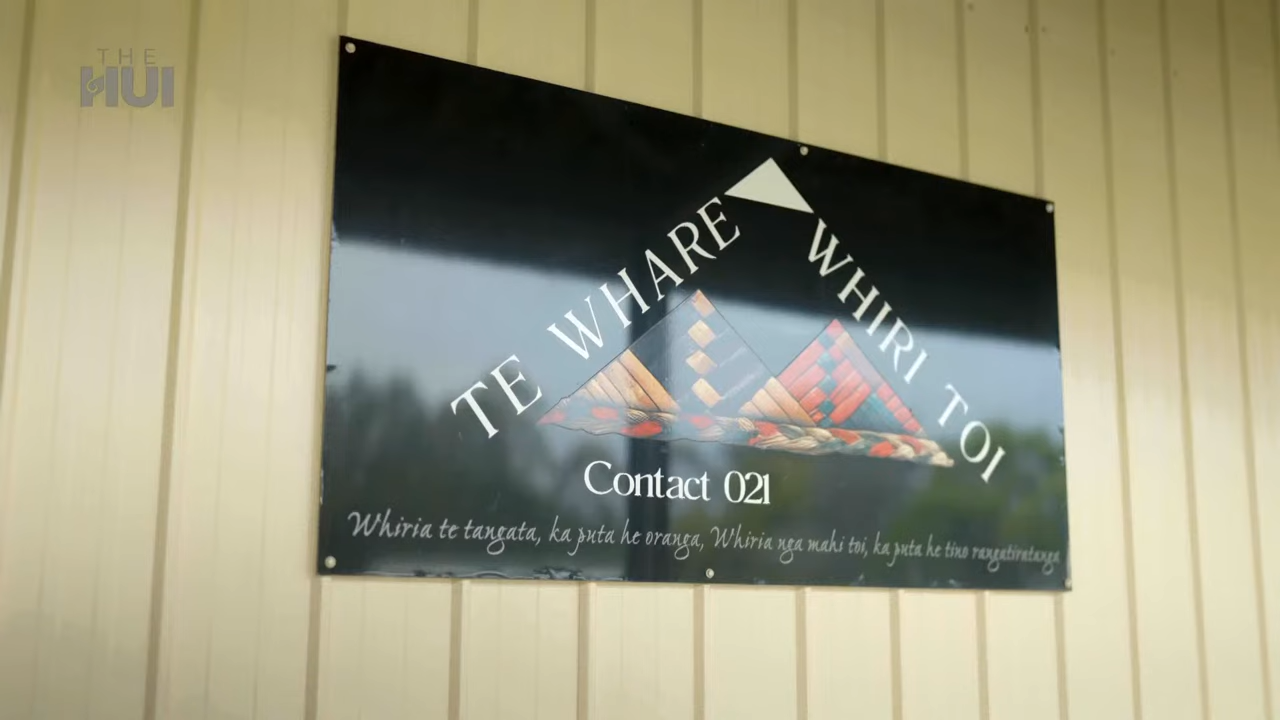 THE
HUI
TE WHARE WHIRI TOI
Contact 021
Whiria te tangata, ka puta he oranga, Whiria nga mahi toi, ka puta he tino rangatiratanga